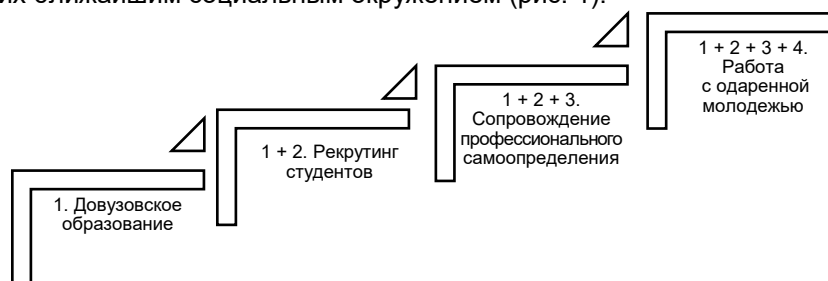 их ближайшим социальным окружением (рис. 1).
1 + 2 + 3 + 4.
Работа
с одаренной
молодежью
1 + 2 + 3.
Сопровождение
профессионального
самоопределения
1 + 2. Рекрутинг
студентов
1. Довузовское
образование